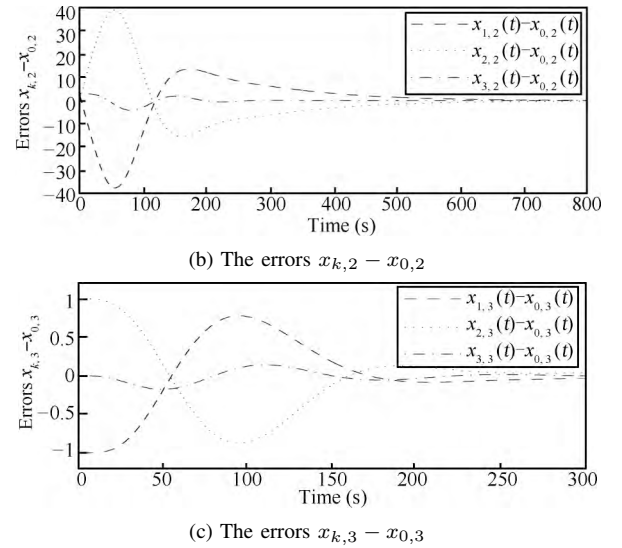 40
30
20
10
0
−10
−20
−30
−40
Errors x_{k,2}−x_{0,2}
x_{1,2}(t)−x_{0,2}(t)
x_{2,2}(t)−x_{0,2}(t)
x_{3,2}(t)−x_{0,2}(t)
0 100 200 300 400 500 600 700 800
Time (s)
(b) The errors x_{k,2} − x_{0,2}
1
0.5
0
−0.5
−1
Errors x_{k,3}−x_{0,3}
x_{1,3}(t)−x_{0,3}(t)
x_{2,3}(t)−x_{0,3}(t)
x_{3,3}(t)−x_{0,3}(t)
0 50 100 150 200 250 300
Time (s)
(c) The errors x_{k,3} − x_{0,3}